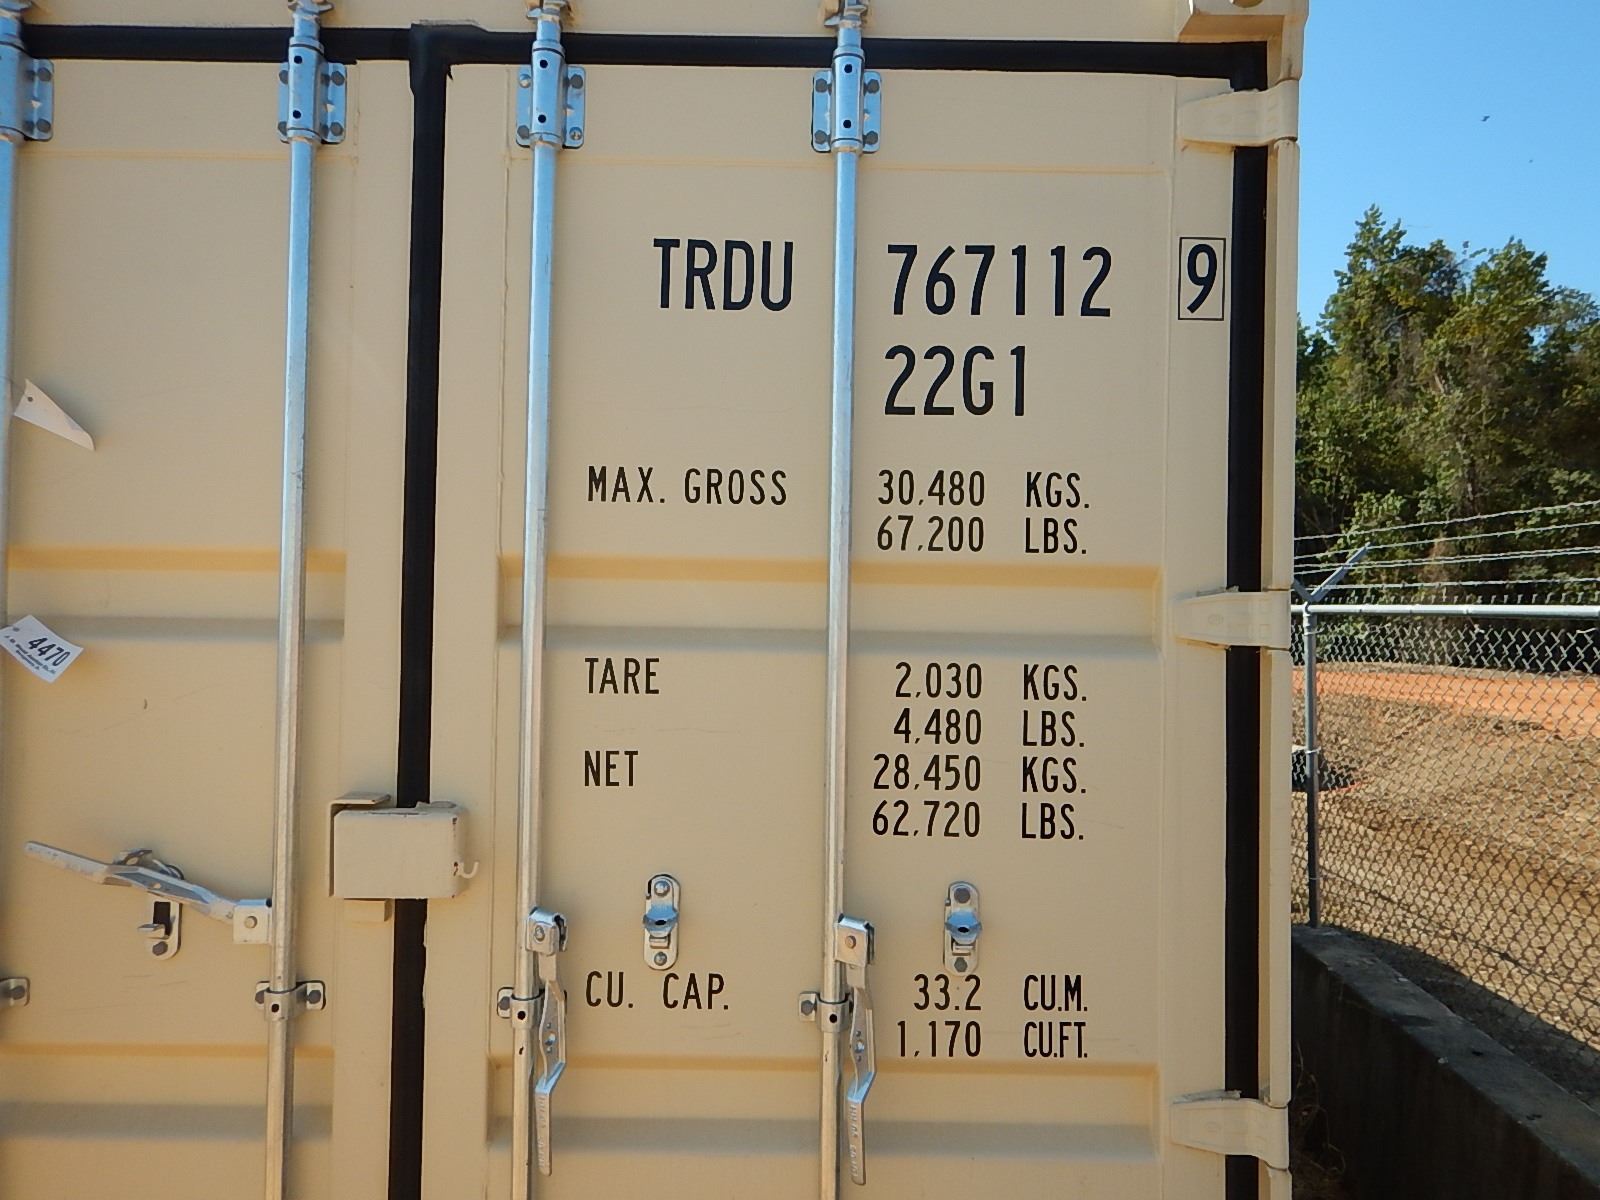 TRDU 767112 9
22G1
MAX. GROSS 30,480 KGS.
67,200 LBS.
TARE 2,030 KGS.
4,480 LBS.
NET 28,450 KGS.
62,720 LBS.
CU. CAP. 33.2 CU.M.
1,170 CU.FT.
4470